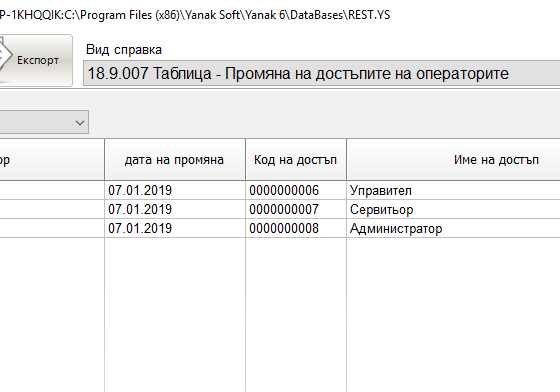 P-1KHQQIK:C:\Program Files (x86)\Yanak Soft\Yanak 6\DataBases\REST.YS
Вид справка
Експорт
18.9.007 Таблица - Промяна на достъпите на операторите
ор дата на промяна Код на достъп Име на достъп
07.01.2019 0000000006 Управител
07.01.2019 0000000007 Сервитьор
07.01.2019 0000000008 Администратор